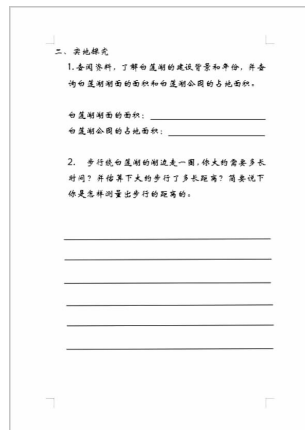 二、实地探究
1.查阅资料，了解白莲湖的建设背景和年份，并查
询白莲湖湖面的面积和白莲湖公园的占地面积。
白莲湖湖面的面积：
白莲湖公园的占地面积：
2. 步行绕白莲湖的湖边走一圈，你大约需要多长
时间？并估算下大约步行了多长距离？简要说下
你是怎样测量出步行的距离的。